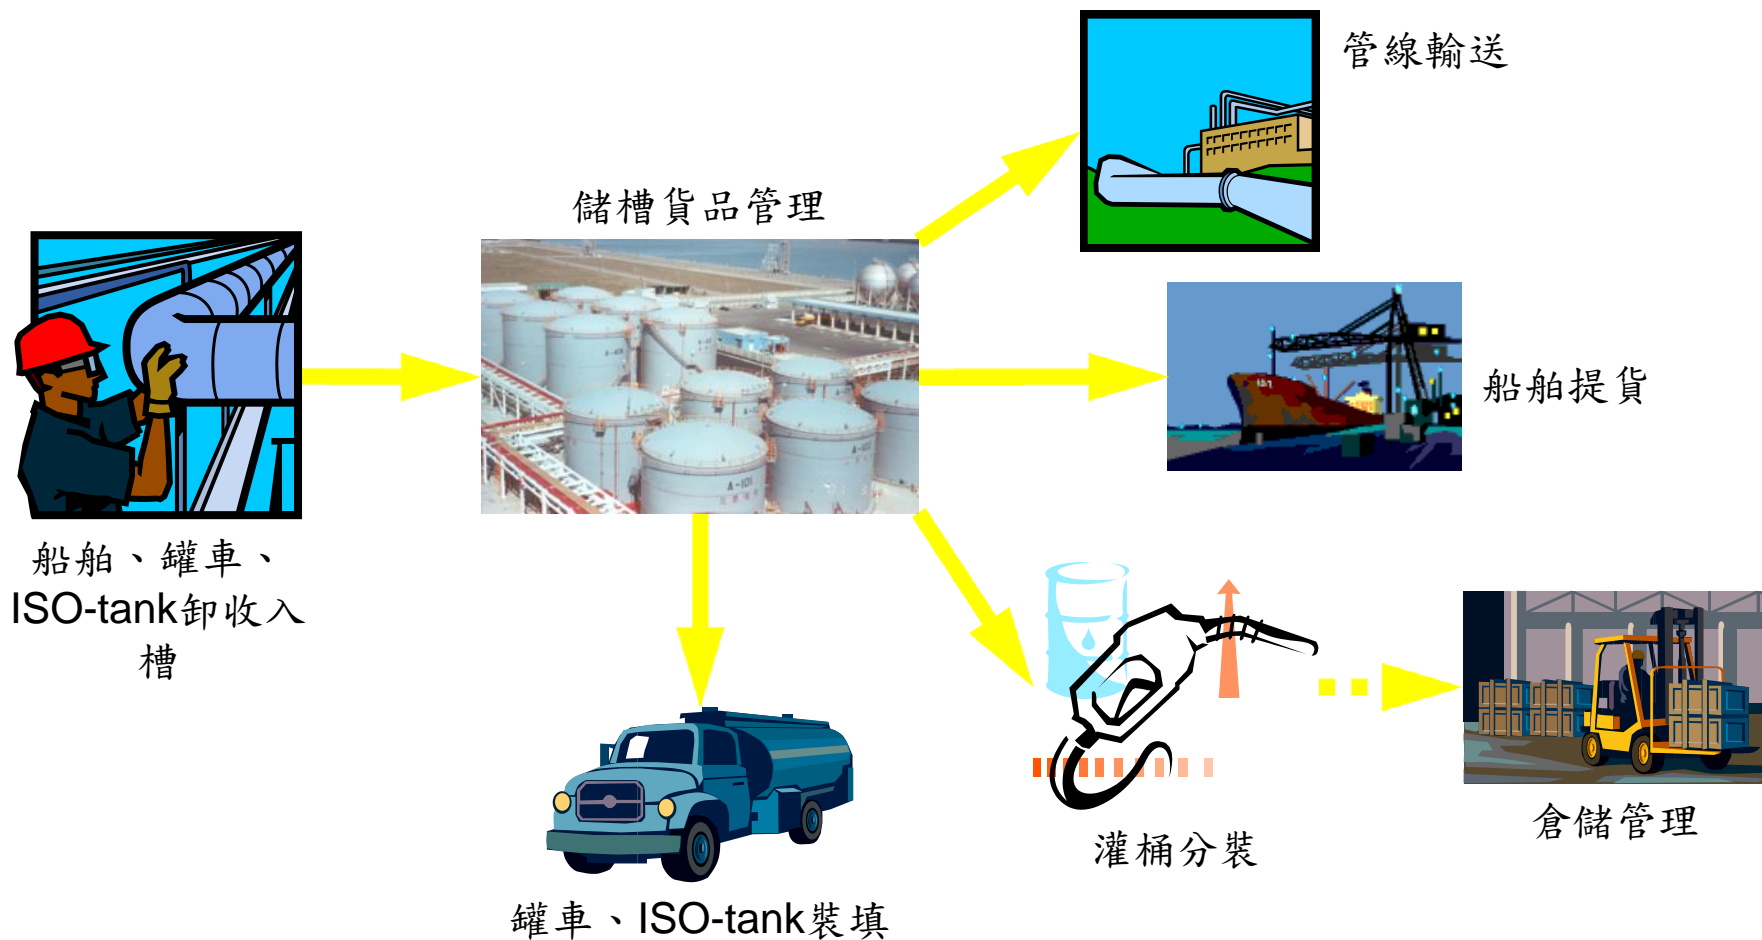 管線輸送
儲槽貨品管理
船舶提貨
船舶、罐車、
ISO-tank卸收入
槽
A-101
倉儲管理
灌桶分裝
罐車、ISO-tank裝填